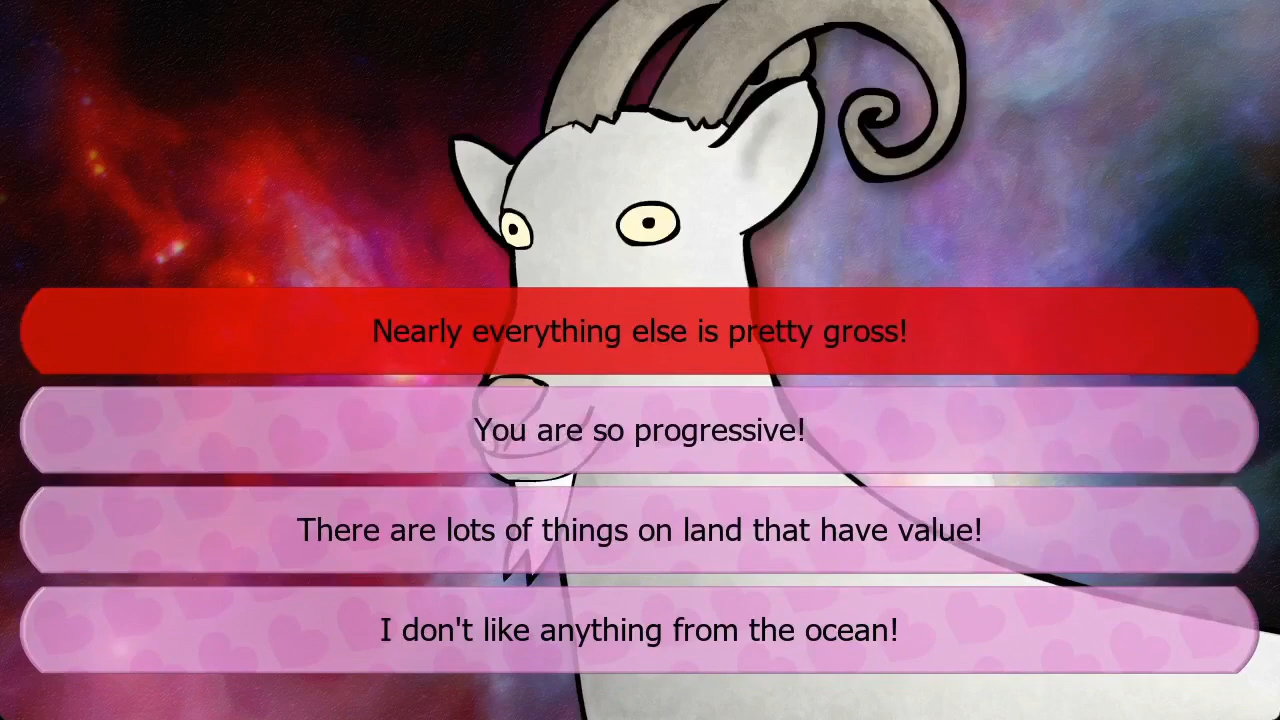 Nearly everything else is pretty gross!
You are so progressive!
There are lots of things on land that have value!
I don't like anything from the ocean!